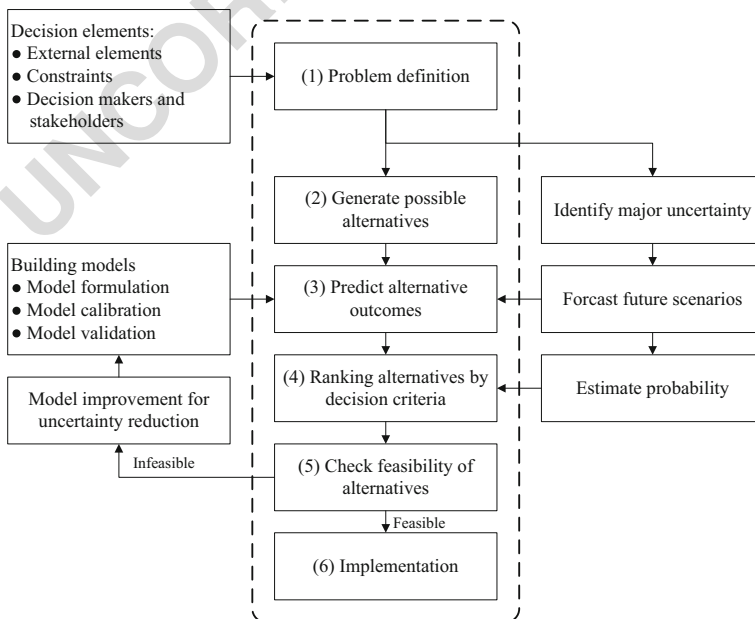 Decision elements:
● External elements
● Constraints
● Decision makers and
stakeholders
(1) Problem definition
(2) Generate possible
alternatives
Identify major uncertainty
Building models
● Model formulation
● Model calibration
● Model validation
(3) Predict alternative
outcomes
Forcast future scenarios
Model improvement for
uncertainty reduction
(4) Ranking alternatives by
decision criteria
Estimate probability
Infeasible
(5) Check feasibility of
alternatives
Feasible
(6) Implementation